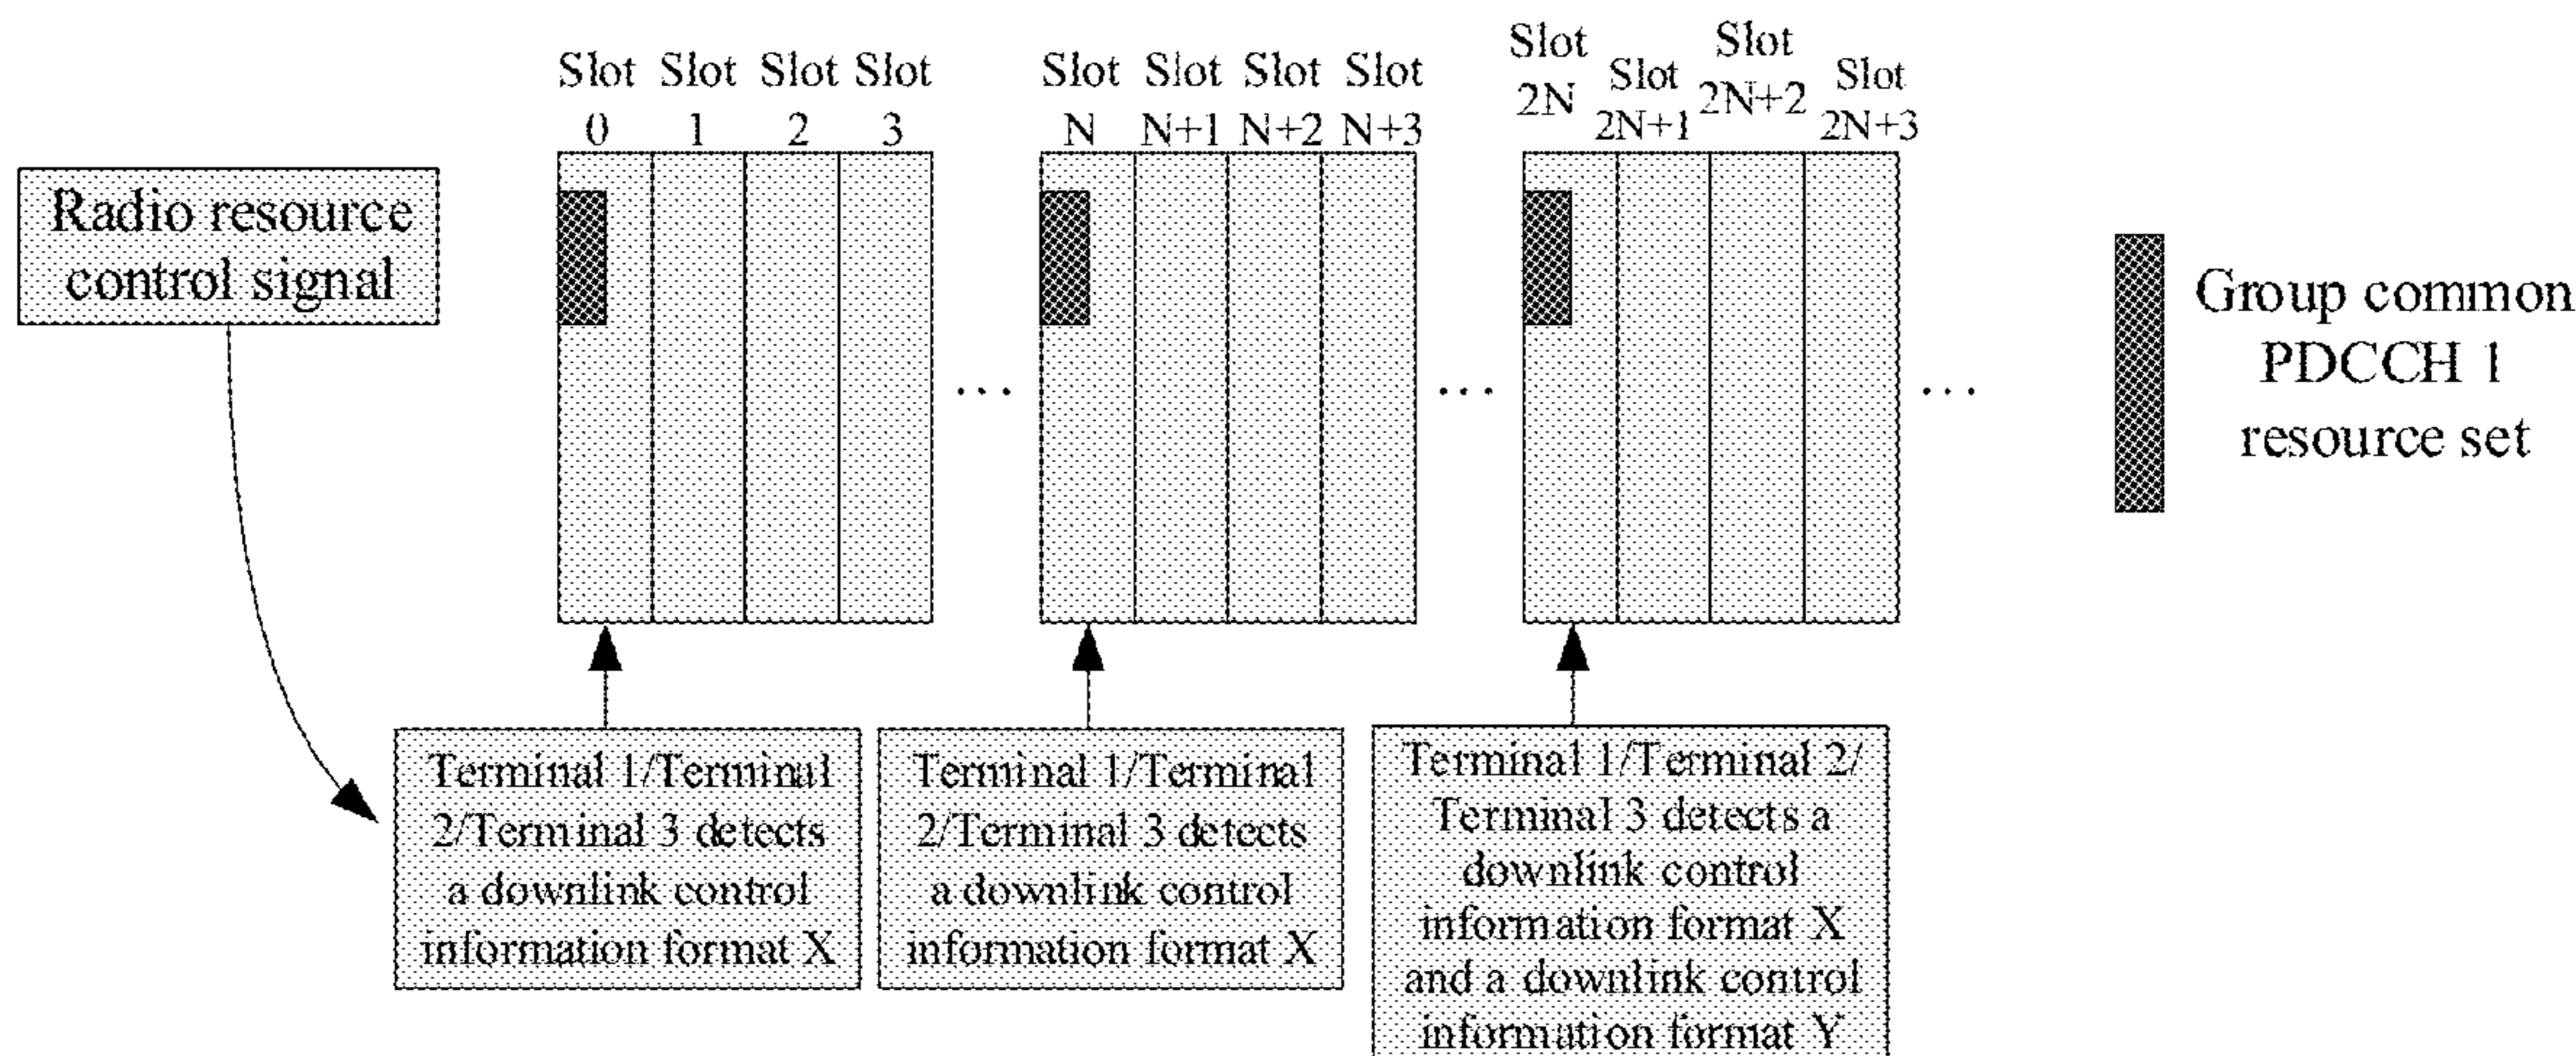 Slot Slot Slot Slot
0 1 2 3
Slot Slot Slot Slot
N N+1 N+2 N+3
Slot
2N
Slot
2N+1
Slot
2N+2
Slot
2N+3
Radio resource
control signal
... ... ...
Group common
PDCCH 1
resource set
Terminal 1/Terminal
2/Terminal 3 detects
a downlink control
information format X
Terminal 1/Terminal
2/Terminal 3 detects
a downlink control
information format X
Terminal 1/Terminal 2/
Terminal 3 detects a
downlink control
information format X
and a downlink control
information format Y